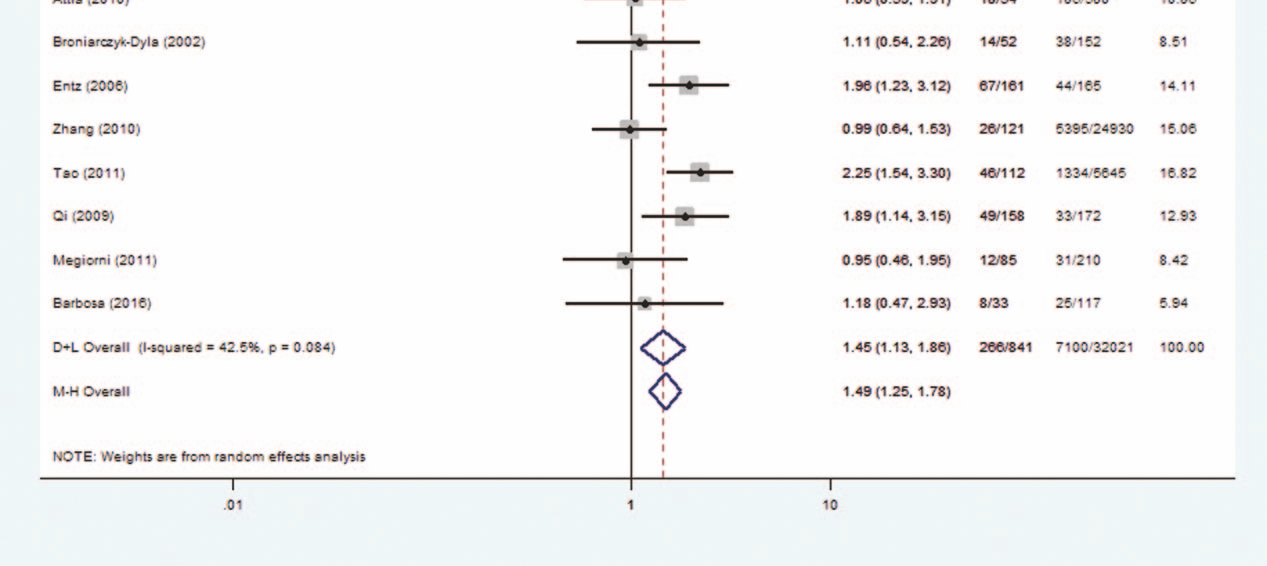 Broniarczyk-Dyla (2002) 1.11 (0.54, 2.26) 14/52 38/152 8.51
Entz (2006) 1.96 (1.23, 3.12) 67/161 44/165 14.11
Zhang (2010) 0.99 (0.64, 1.53) 26/121 5395/24930 15.06
Tao (2011) 2.25 (1.54, 3.30) 46/112 1334/5645 16.82
Qi (2009) 1.89 (1.14, 3.15) 49/158 33/172 12.93
Megiorni (2011) 0.95 (0.46, 1.95) 12/85 31/210 8.42
Barbosa (2016) 1.18 (0.47, 2.93) 8/33 25/117 5.94
D+L Overall (I-squared = 42.5%, p = 0.084) 1.45 (1.13, 1.86) 266/841 7100/32021 100.00
M-H Overall 1.49 (1.25, 1.78)
NOTE: Weights are from random effects analysis
.01 1 10